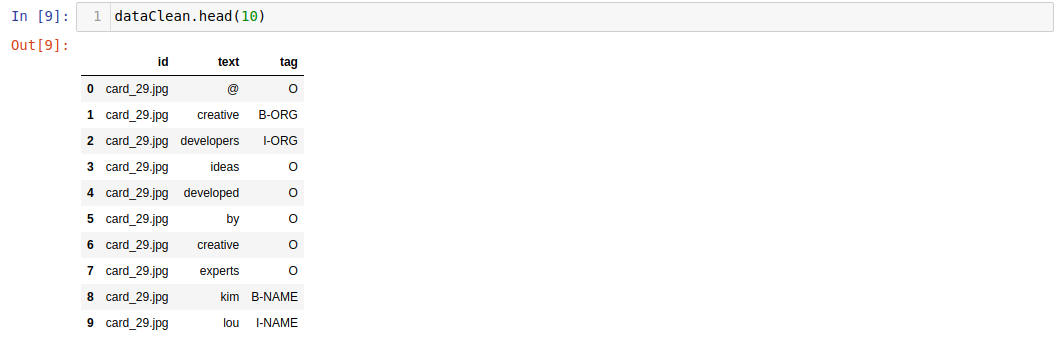 In [9]: 1 dataClean.head(10)
Out[9]:
id text tag
0 card_29.jpg @ O
1 card_29.jpg creative B-ORG
2 card_29.jpg developers I-ORG
3 card_29.jpg ideas O
4 card_29.jpg developed O
5 card_29.jpg by O
6 card_29.jpg creative O
7 card_29.jpg experts O
8 card_29.jpg kim B-NAME
9 card_29.jpg lou I-NAME